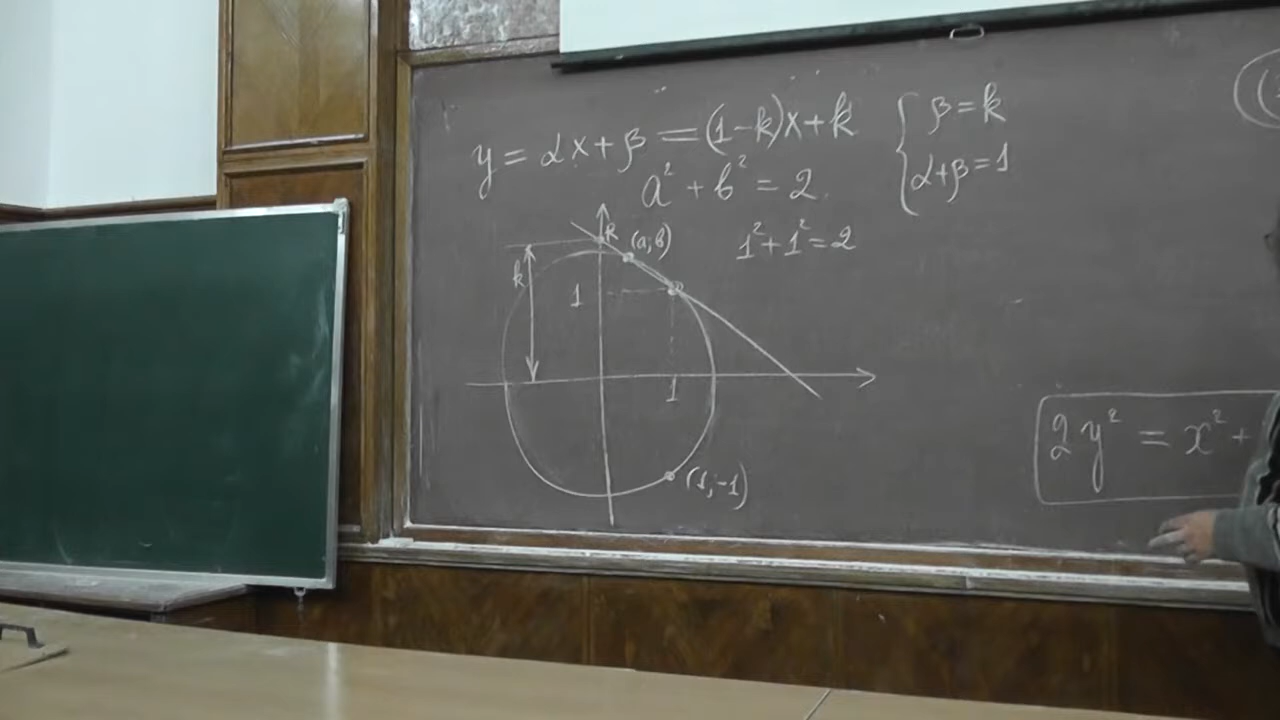 y = αx + β = (1-k)x + k
{ β = k
α+β = 1
a² + b² = 2
1² + 1² = 2
k (a; b)
k
1
1
(1, -1)
2y² = x² +